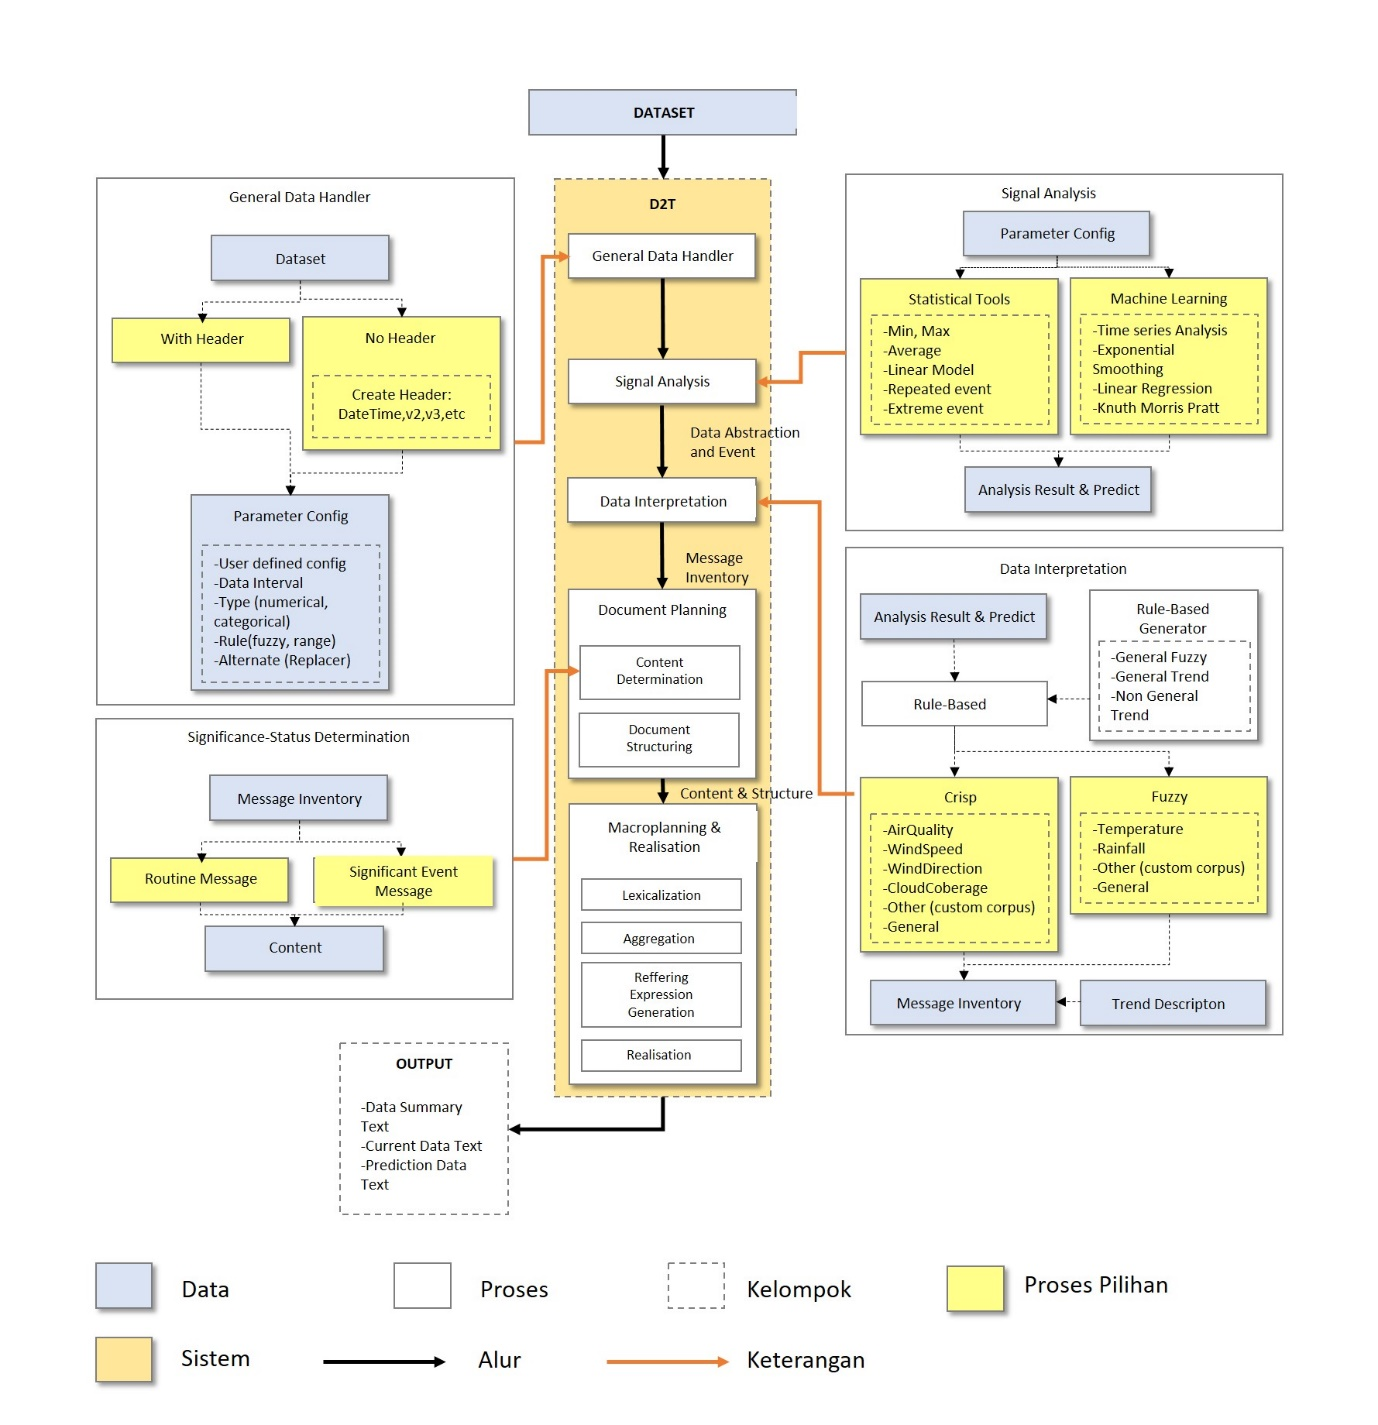 DATASET
General Data Handler
Dataset
With Header
No Header
Create Header:
DateTime,v2,v3,etc
Parameter Config
-User defined config
-Data Interval
-Type (numerical,
categorical)
-Rule(fuzzy, range)
-Alternate (Replacer)
Significance-Status Determination
Message Inventory
Routine Message
Significant Event
Message
Content
D2T
General Data Handler
Signal Analysis
Data Abstraction
and Event
Data Interpretation
Message
Inventory
Document Planning
Content
Determination
Document
Structuring
Content & Structure
Macroplanning &
Realisation
Lexicalization
Aggregation
Reffering
Expression
Generation
Realisation
Signal Analysis
Parameter Config
Statistical Tools
-Min, Max
-Average
-Linear Model
-Repeated event
-Extreme event
Machine Learning
-Time series Analysis
-Exponential
Smoothing
-Linear Regression
-Knuth Morris Pratt
Analysis Result & Predict
Data Interpretation
Analysis Result & Predict
Rule-Based
Generator
-General Fuzzy
-General Trend
-Non General
Trend
Rule-Based
Crisp
-AirQuality
-WindSpeed
-WindDirection
-CloudCoberage
-Other (custom corpus)
-General
Fuzzy
-Temperature
-Rainfall
-Other (custom corpus)
-General
Message Inventory
Trend Descripton
OUTPUT
-Data Summary
Text
-Current Data Text
-Prediction Data
Text
Data
Proses
Kelompok
Proses Pilihan
Sistem
Alur
Keterangan